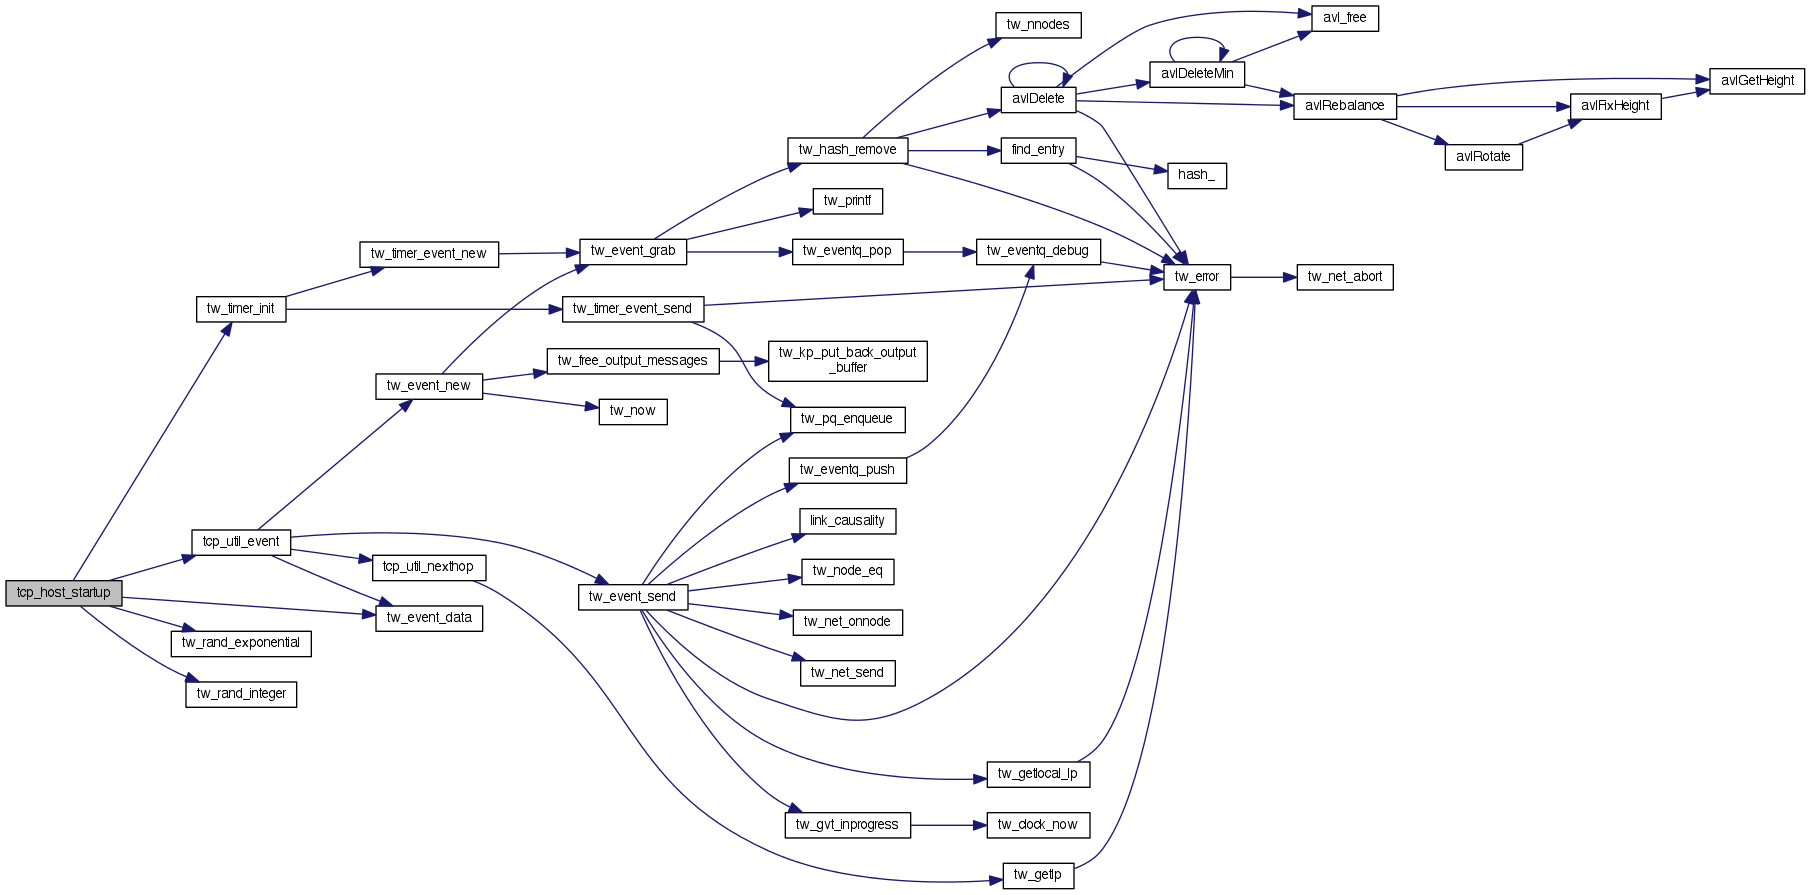 tw_nnodes
avl_free
avlDeleteMin
avlGetHeight
avlDelete
avlRebalance
avlFixHeight
tw_hash_remove
find_entry
avlRotate
hash_
tw_printf
tw_timer_event_new
tw_event_grab
tw_eventq_pop
tw_eventq_debug
tw_error
tw_net_abort
tw_timer_init
tw_timer_event_send
tw_free_output_messages
tw_kp_put_back_output
_buffer
tw_event_new
tw_now
tw_pq_enqueue
tw_eventq_push
link_causality
tcp_util_event
tcp_util_nexthop
tw_node_eq
tcp_host_startup
tw_event_send
tw_event_data
tw_net_onnode
tw_rand_exponential
tw_net_send
tw_rand_integer
tw_getlocal_lp
tw_gvt_inprogress
tw_clock_now
tw_getlp